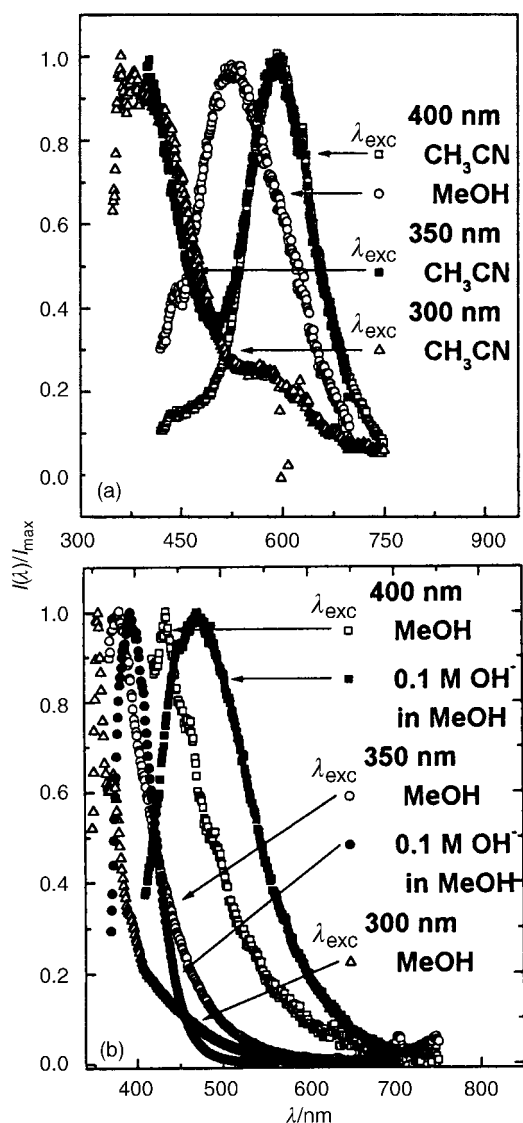 1.0
0.8
0.6
0.4
0.2
0.0
λexc 400 nm
CH₃CN
MeOH
λexc 350 nm
CH₃CN
λexc 300 nm
CH₃CN
(a)
300 450 600 750 900
I(λ)/Imax
1.0
0.8
0.6
0.4
0.2
0.0
λexc 400 nm
MeOH
0.1 M OH⁻
in MeOH
λexc 350 nm
MeOH
0.1 M OH⁻
in MeOH
λexc 300 nm
MeOH
(b)
400 500 600 700 800
λ/nm